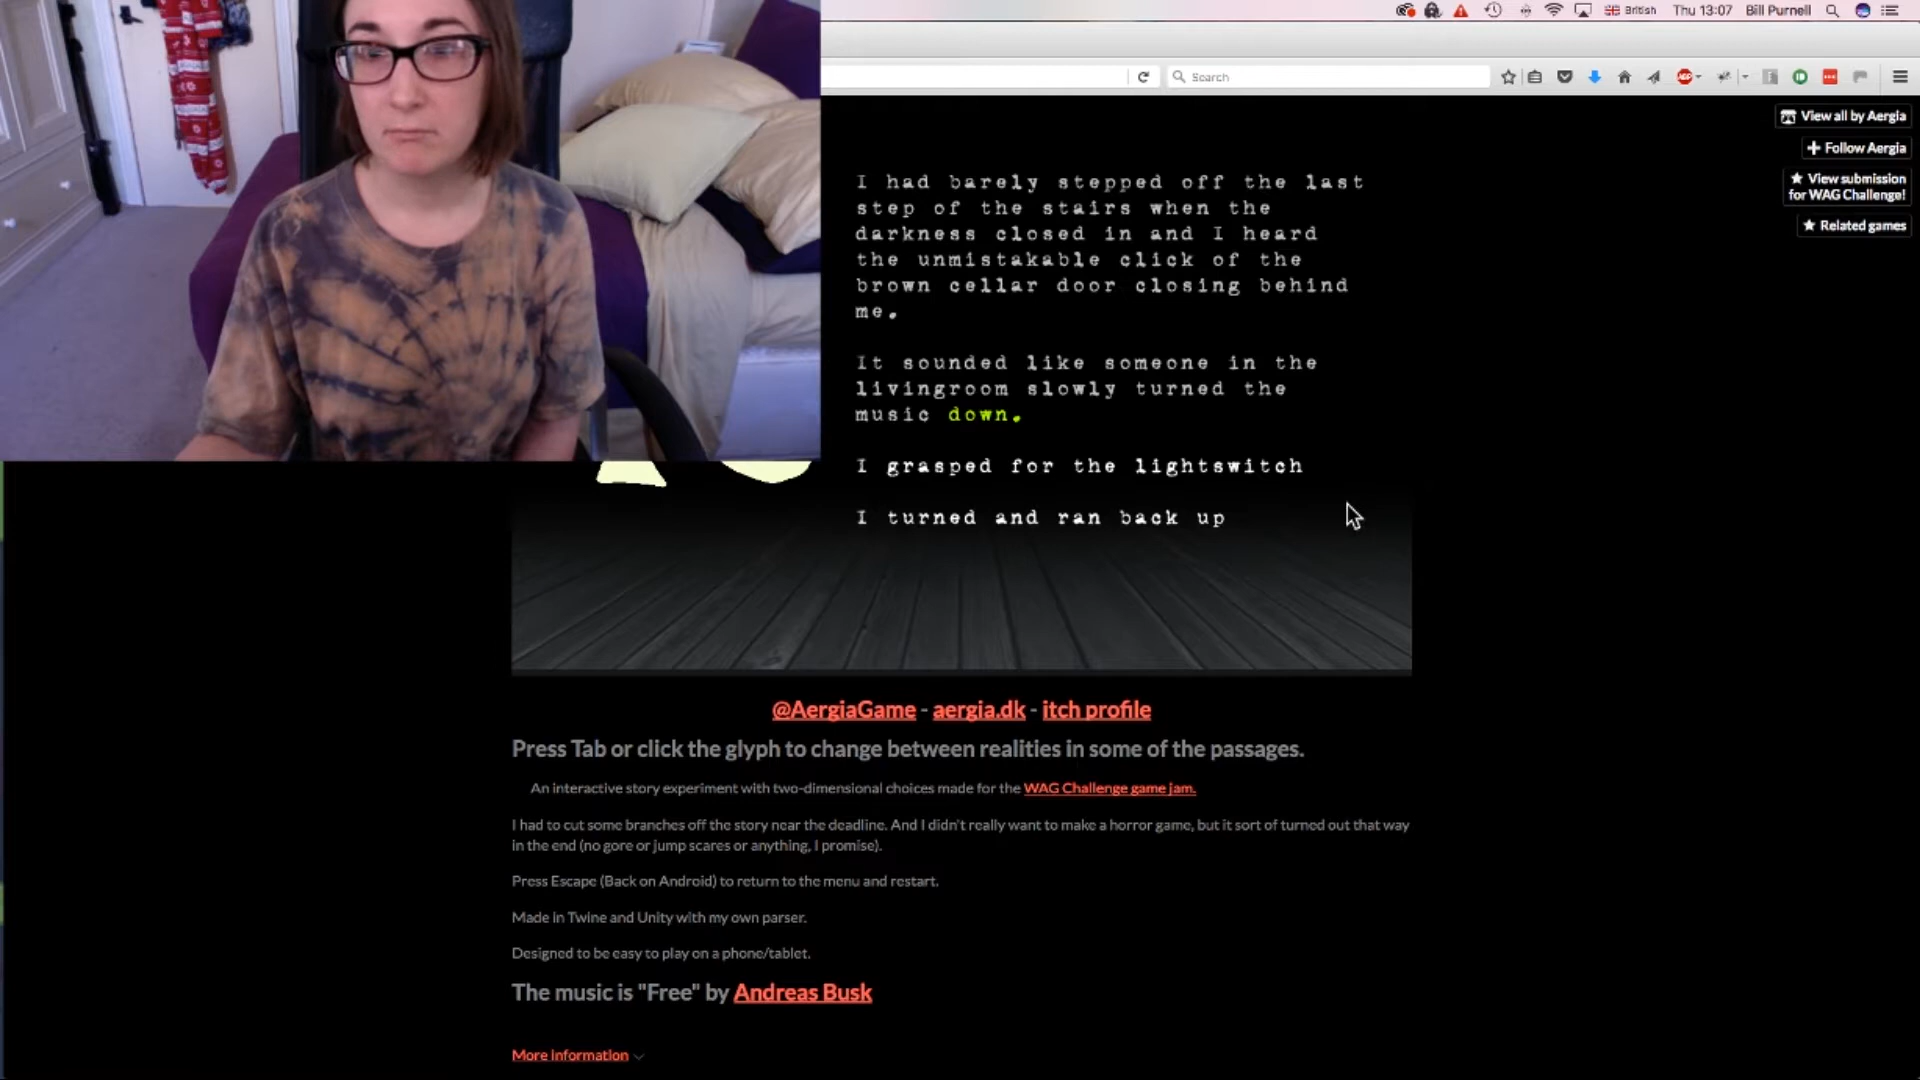 British Thu 13:07 Bill Purnell
Search
View all by Aergia
Follow Aergia
View submission
for WAG Challenge!
Related games
I had barely stepped off the last
step of the stairs when the
darkness closed in and I heard
the unmistakable click of the
brown cellar door closing behind
me.
It sounded like someone in the
livingroom slowly turned the
music down.
I grasped for the lightswitch
I turned and ran back up
@AergiaGame - aergia.dk - itch profile
Press Tab or click the glyph to change between realities in some of the passages.
An interactive story experiment with two-dimensional choices made for the WAG Challenge game jam.
I had to cut some branches off the story near the deadline. And I didn't really want to make a horror game, but it sort of turned out that way
in the end (no gore or jump scares or anything, I promise).
Press Escape (Back on Android) to return to the menu and restart.
Made in Twine and Unity with my own parser.
Designed to be easy to play on a phone/tablet.
The music is "Free" by Andreas Busk
More information